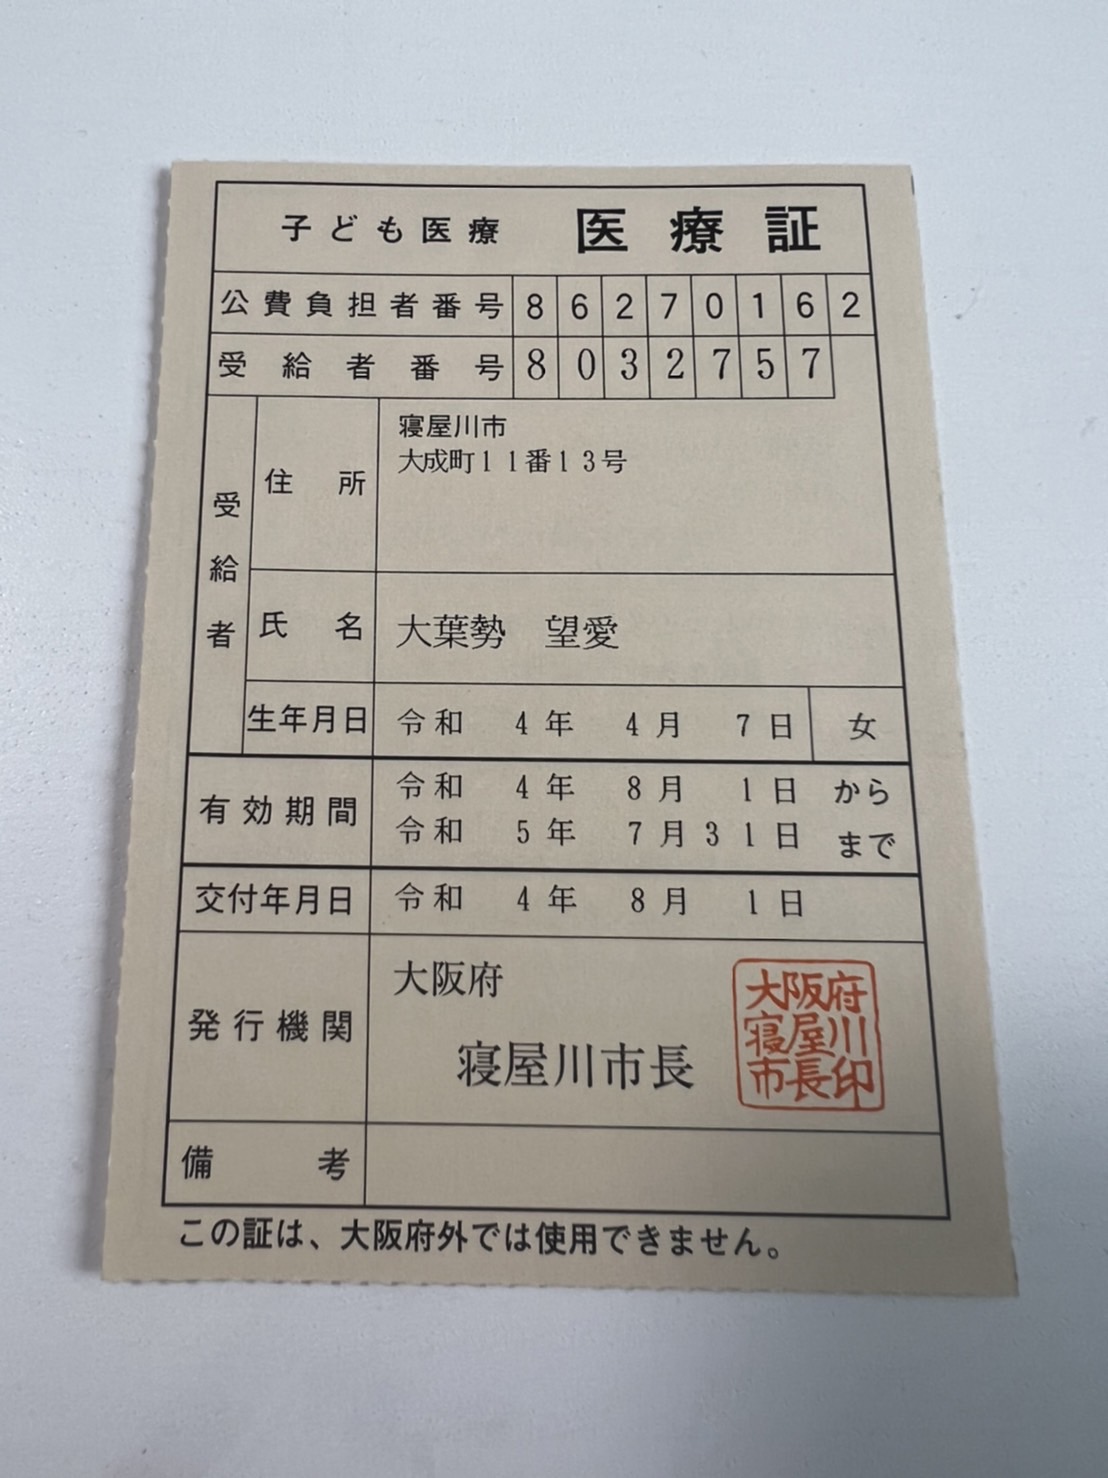 子ども医療 医療証
公費負担者番号 86270162
受給者番号 8032757
受給者
住所 寝屋川市
大成町11番13号
氏名 大葉勢 望愛
生年月日 令和 4年 4月 7日 女
有効期間 令和 4年 8月 1日 から
令和 5年 7月31日 まで
交付年月日 令和 4年 8月 1日
発行機関 大阪府
寝屋川市長
大阪府
寝屋川
市長印
備考
この証は、大阪府外では使用できません。